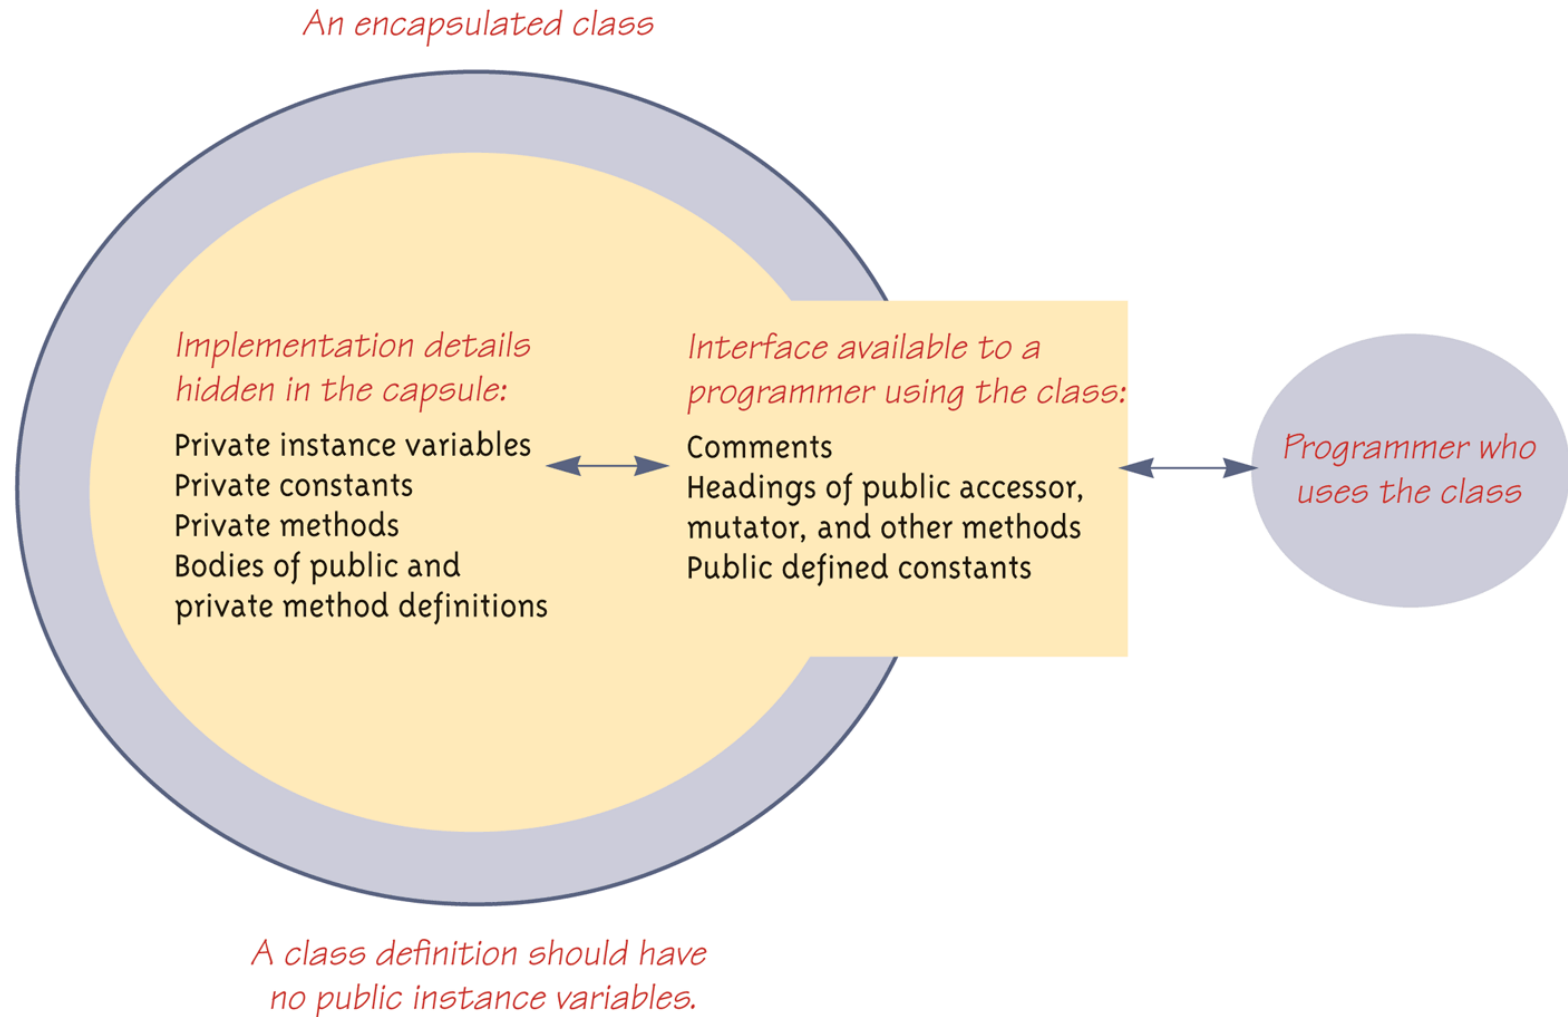 An encapsulated class
Implementation details
hidden in the capsule:
Private instance variables
Private constants
Private methods
Bodies of public and
private method definitions
Interface available to a
programmer using the class:
Comments
Headings of public accessor,
mutator, and other methods
Public defined constants
Programmer who
uses the class
A class definition should have
no public instance variables.